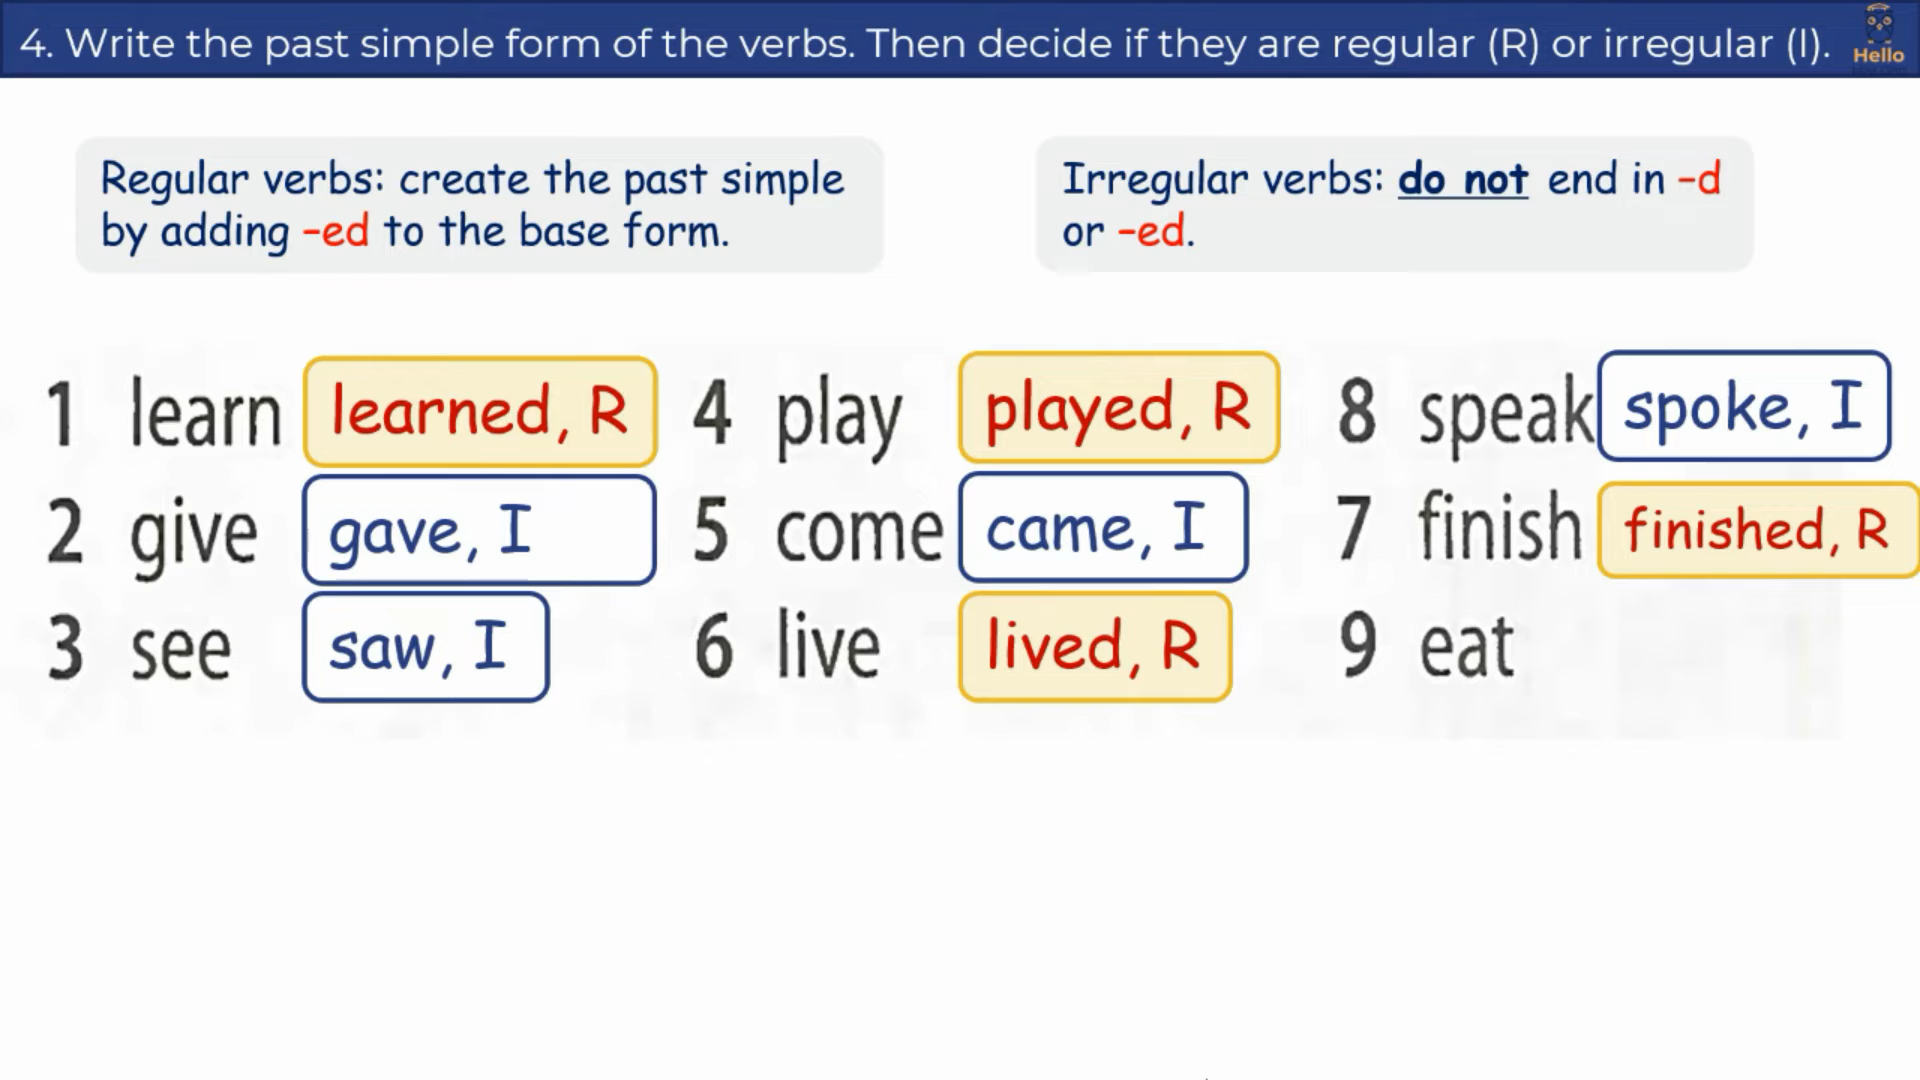 4. Write the past simple form of the verbs. Then decide if they are regular (R) or irregular (I).
Hello
Regular verbs: create the past simple
by adding -ed to the base form.
Irregular verbs: do not end in -d
or -ed.
1 learn learned, R 4 play played, R 8 speak spoke, I
2 give gave, I 5 come came, I 7 finish finished, R
3 see saw, I 6 live lived, R 9 eat